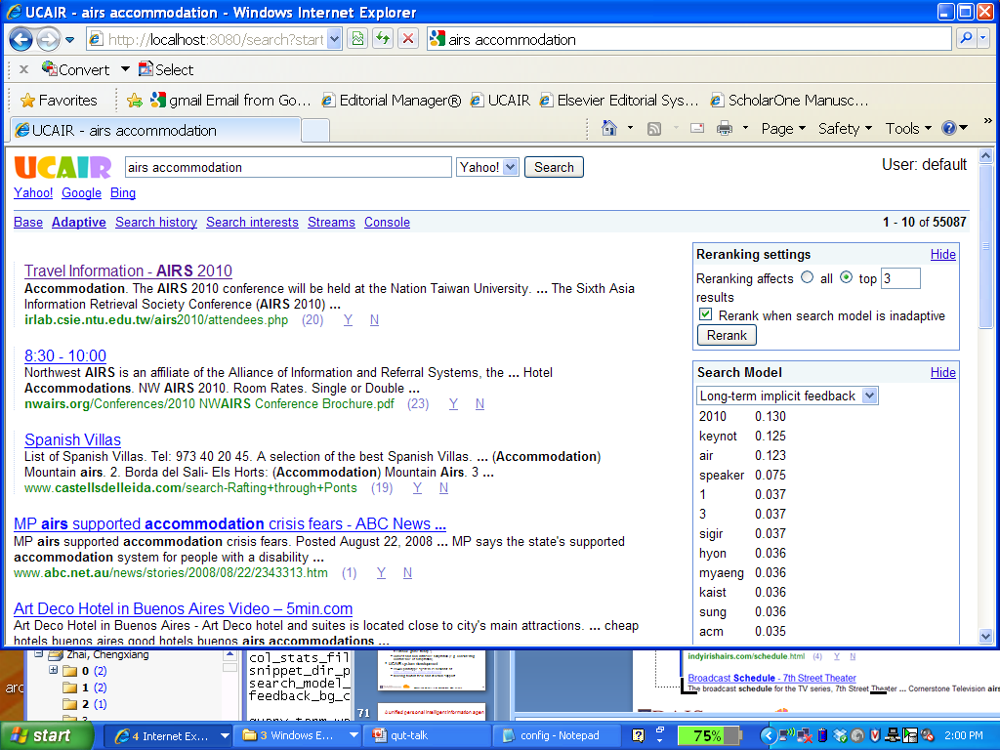 UCAIR - airs accommodation - Windows Internet Explorer
http://localhost:8080/search?start
airs accommodation
x Convert Select
Favorites gmail Email from Go... Editorial Manager® UCAIR Elsevier Editorial Sys... ScholarOne Manusc...
UCAIR - airs accommodation
Page Safety Tools
UCAIR airs accommodation Yahoo! Search User: default
Yahoo! Google Bing
Base Adaptive Search history Search interests Streams Console 1 - 10 of 55087
Travel Information - AIRS 2010
Accommodation. The AIRS 2010 conference will be held at the Nation Taiwan University. ... The Sixth Asia
Information Retrieval Society Conference (AIRS 2010) ...
irlab.csie.ntu.edu.tw/airs2010/attendees.php (20) Y N
8:30 - 10:00
Northwest AIRS is an affiliate of the Alliance of Information and Referral Systems, the ... Hotel
Accommodations. NW AIRS 2010. Room Rates. Single or Double ...
nwairs.org/Conferences/2010 NWAIRS Conference Brochure.pdf (23) Y N
Spanish Villas
List of Spanish Villas. Tel: 973 40 20 45. A selection of the best Spanish Villas. ... (Accommodation)
Mountain airs. 2. Borda del Sali- Els Horts: (Accommodation) Mountain Airs. 3 ...
www.castellsdelleida.com/search-Rafting+through+Ponts (19) Y N
MP airs supported accommodation crisis fears - ABC News ...
MP airs supported accommodation crisis fears. Posted August 22, 2008 ... MP says the state's supported
accommodation system for people with a disability ...
www.abc.net.au/news/stories/2008/08/22/2343313.htm (1) Y N
Art Deco Hotel in Buenos Aires Video – 5min.com
Art Deco Hotel in Buenos Aires - Art Deco hotel and suites is located close to city's main attractions. ... cheap
hotels buenos aires good hotels buenos airs accommodations ...
Reranking settings Hide
Reranking affects all top 3
results
Rerank when search model is inadaptive
Rerank
Search Model Hide
Long-term implicit feedback
2010 0.130
keynot 0.125
air 0.123
speaker 0.075
1 0.037
3 0.037
sigir 0.037
hyon 0.036
myaeng 0.036
kaist 0.036
sung 0.036
acm 0.035
Zhai, Chengxiang
0 (2)
1 (2)
2 (1)
col_stats_fil
snippet_dir_p
search_model_
feedback_bg_c
71
indyirishairs.com/schedule.html (4) Y N
Broadcast Schedule - 7th Street Theater
The broadcast schedule for the TV series, 7th Street Theater ... Cornerstone Television airs
start 4 Internet Ex... 3 Windows E... qut-talk config - Notepad 75% 2:00 PM